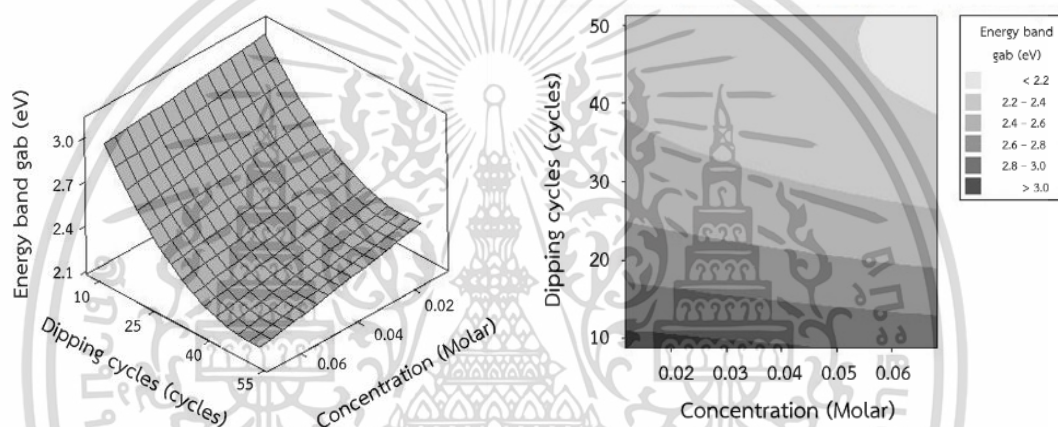 Energy band gab (eV)
3.0
2.7
2.4
2.1
10
25
40
55
Dipping cycles (cycles)
0.02
0.04
0.06
Concentration (Molar)
Dipping cycles (cycles)
50
40
30
20
10
0.02 0.03 0.04 0.05 0.06
Concentration (Molar)
Energy band
gab (eV)
< 2.2
2.2 – 2.4
2.4 – 2.6
2.6 – 2.8
2.8 – 3.0
> 3.0